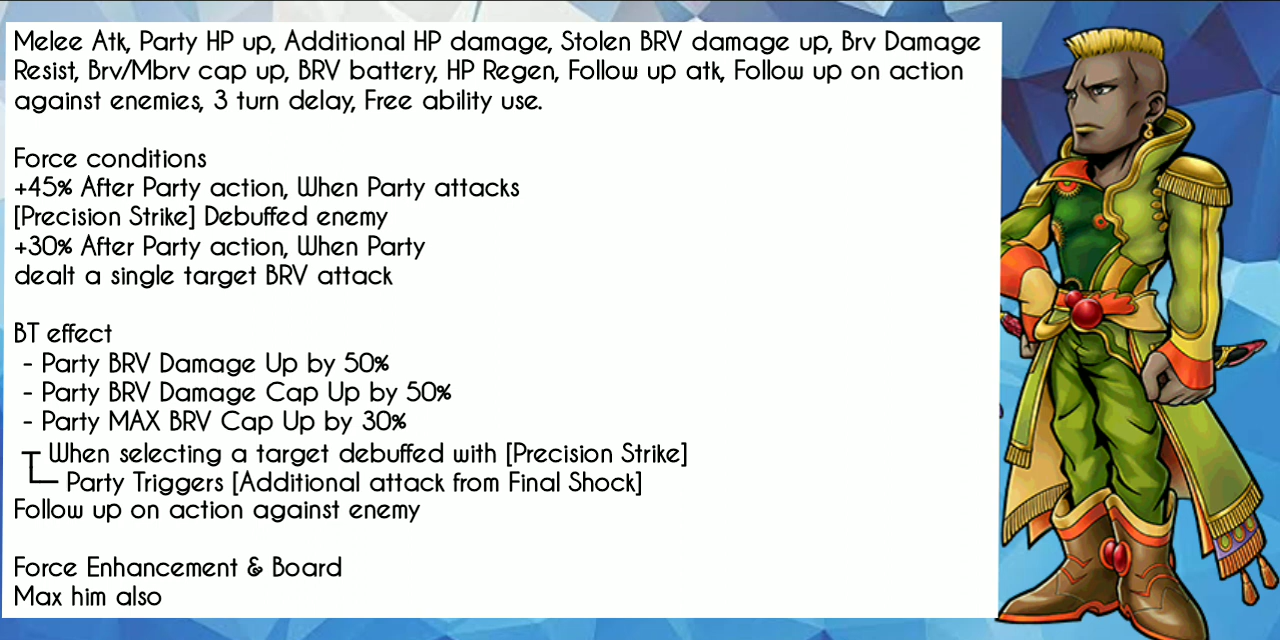 Melee Atk, Party HP up, Additional HP damage, Stolen BRV damage up, Brv Damage
Resist, Brv/Mbrv cap up, BRV battery, HP Regen, Follow up atk, Follow up on action
against enemies, 3 turn delay, Free ability use.
Force conditions
+45% After Party action, When Party attacks
[Precision Strike] Debuffed enemy
+30% After Party action, When Party
dealt a single target BRV attack
BT effect
- Party BRV Damage Up by 50%
- Party BRV Damage Cap Up by 50%
- Party MAX BRV Cap Up by 30%
When selecting a target debuffed with [Precision Strike]
Party Triggers [Additional attack from Final Shock]
Follow up on action against enemy
Force Enhancement & Board
Max him also